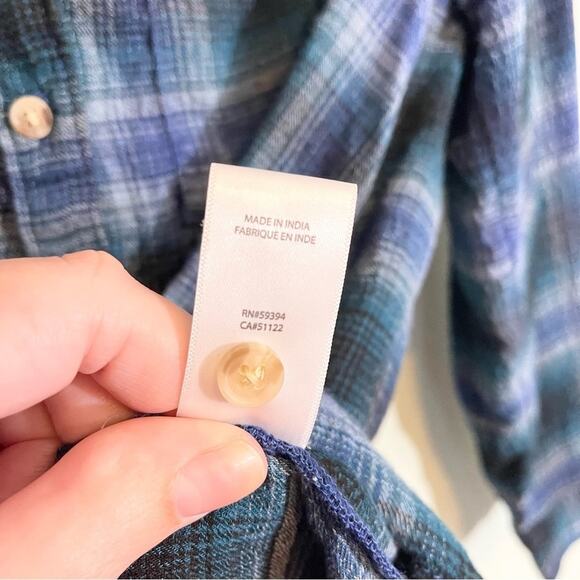 MADE IN INDIA
FABRIQUE EN INDE
RN#59394
CA#51122